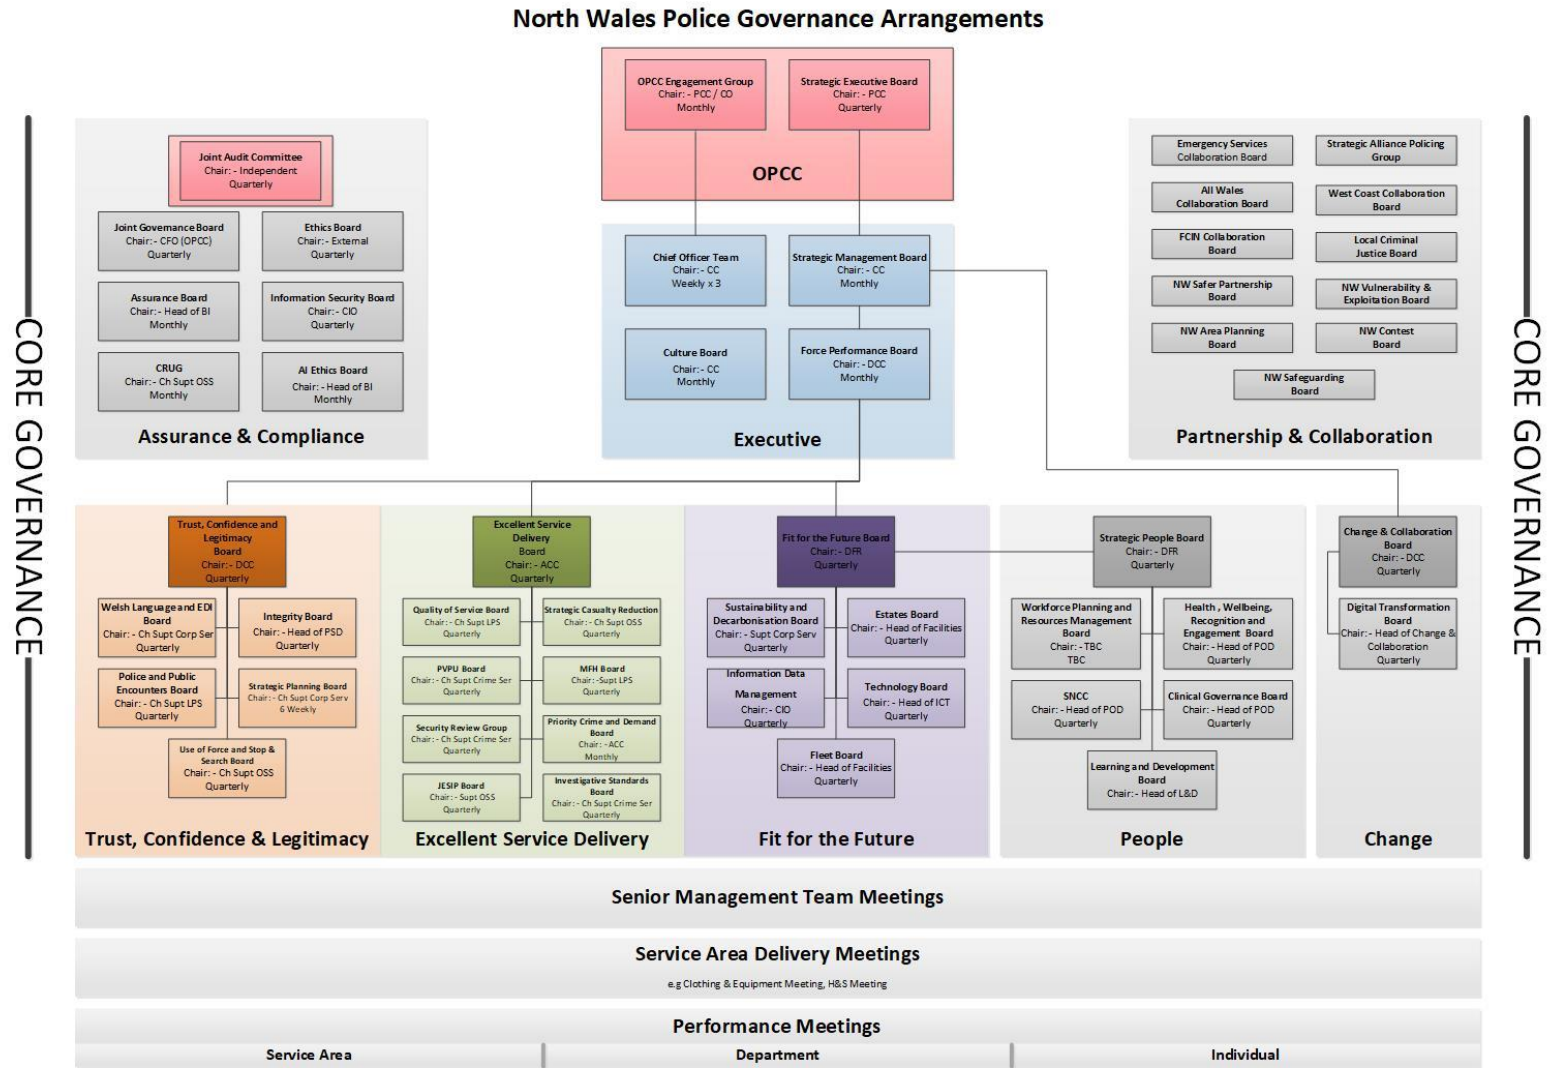 North Wales Police Governance Arrangements
OPCC Engagement Group
Chair: - PCC / CO
Monthly
Strategic Executive Board
Chair: - PCC
Quarterly
OPCC
CORE GOVERNANCE
Joint Audit Committee
Chair: - Independent
Quarterly
Joint Governance Board
Chair: - CFO (OPCC)
Quarterly
Ethics Board
Chair: - External
Quarterly
Assurance Board
Chair: - Head of BI
Monthly
Information Security Board
Chair: - CIO
Quarterly
CRUG
Chair: - Ch Supt OSS
Monthly
AI Ethics Board
Chair: - Head of BI
Monthly
Assurance & Compliance
Chief Officer Team
Chair: - CC
Weekly x 3
Strategic Management Board
Chair: - CC
Monthly
Culture Board
Chair: - CC
Monthly
Force Performance Board
Chair: - DCC
Monthly
Executive
Emergency Services
Collaboration Board
Strategic Alliance Policing
Group
All Wales
Collaboration Board
West Coast Collaboration
Board
FCIN Collaboration
Board
Local Criminal
Justice Board
NW Safer Partnership
Board
NW Vulnerability &
Exploitation Board
NW Area Planning
Board
NW Contest
Board
NW Safeguarding
Board
Partnership & Collaboration
CORE GOVERNANCE
Trust, Confidence and
Legitimacy
Board
Chair: - DCC
Quarterly
Welsh Language and EDI
Board
Chair: - Ch Supt Corp Ser
Quarterly
Integrity Board
Chair: - Head of PSD
Quarterly
Police and Public
Encounters Board
Chair: - Ch Supt LPS
Quarterly
Strategic Planning Board
Chair: - Ch Supt Corp Serv
6 Weekly
Use of Force and Stop &
Search Board
Chair: - Ch Supt OSS
Quarterly
Trust, Confidence & Legitimacy
Excellent Service
Delivery
Board
Chair: - ACC
Quarterly
Quality of Service Board
Chair: - Ch Supt LPS
Quarterly
Strategic Casualty Reduction
Chair: - Ch Supt OSS
Quarterly
PVPU Board
Chair: - Ch Supt Crime Ser
Quarterly
MFH Board
Chair: -Supt LPS
Quarterly
Security Review Group
Chair: - Ch Supt Crime Ser
Quarterly
Priority Crime and Demand
Board
Chair: -ACC
Monthly
JESIP Board
Chair: - Supt OSS
Quarterly
Investigative Standards
Board
Chair: - Ch Supt Crime Ser
Quarterly
Excellent Service Delivery
Fit for the Future Board
Chair: - DFR
Quarterly
Sustainability and
Decarbonisation Board
Chair: - Supt Corp Serv
Quarterly
Estates Board
Chair: - Head of Facilities
Quarterly
Information Data
Management
Chair: - CIO
Quarterly
Technology Board
Chair: - Head of ICT
Quarterly
Fleet Board
Chair: - Head of Facilities
Quarterly
Fit for the Future
Strategic People Board
Chair: - DFR
Quarterly
Workforce Planning and
Resources Management
Board
Chair: - TBC
TBC
Health , Wellbeing,
Recognition and
Engagement Board
Chair: - Head of POD
Quarterly
SNCC
Chair: - Head of POD
Quarterly
Clinical Governance Board
Chair: - Head of POD
Quarterly
Learning and Development
Board
Chair: - Head of L&D
People
Change & Collaboration
Board
Chair: - DCC
Quarterly
Digital Transformation
Board
Chair: - Head of Change &
Collaboration
Quarterly
Change
Senior Management Team Meetings
Service Area Delivery Meetings
e.g Clothing & Equipment Meeting, H&S Meeting
Performance Meetings
Service Area
Department
Individual